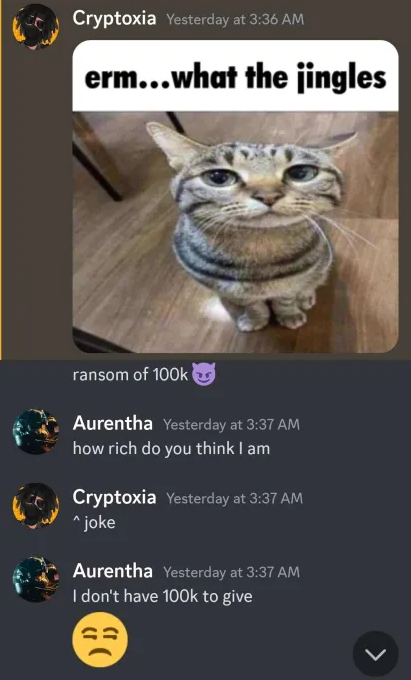 Cryptoxia Yesterday at 3:36 AM
erm...what the jingles
ransom of 100k😈
Aurentha Yesterday at 3:37 AM
how rich do you think I am
Cryptoxia Yesterday at 3:37 AM
^ joke
Aurentha Yesterday at 3:37 AM
I don't have 100k to give
😒